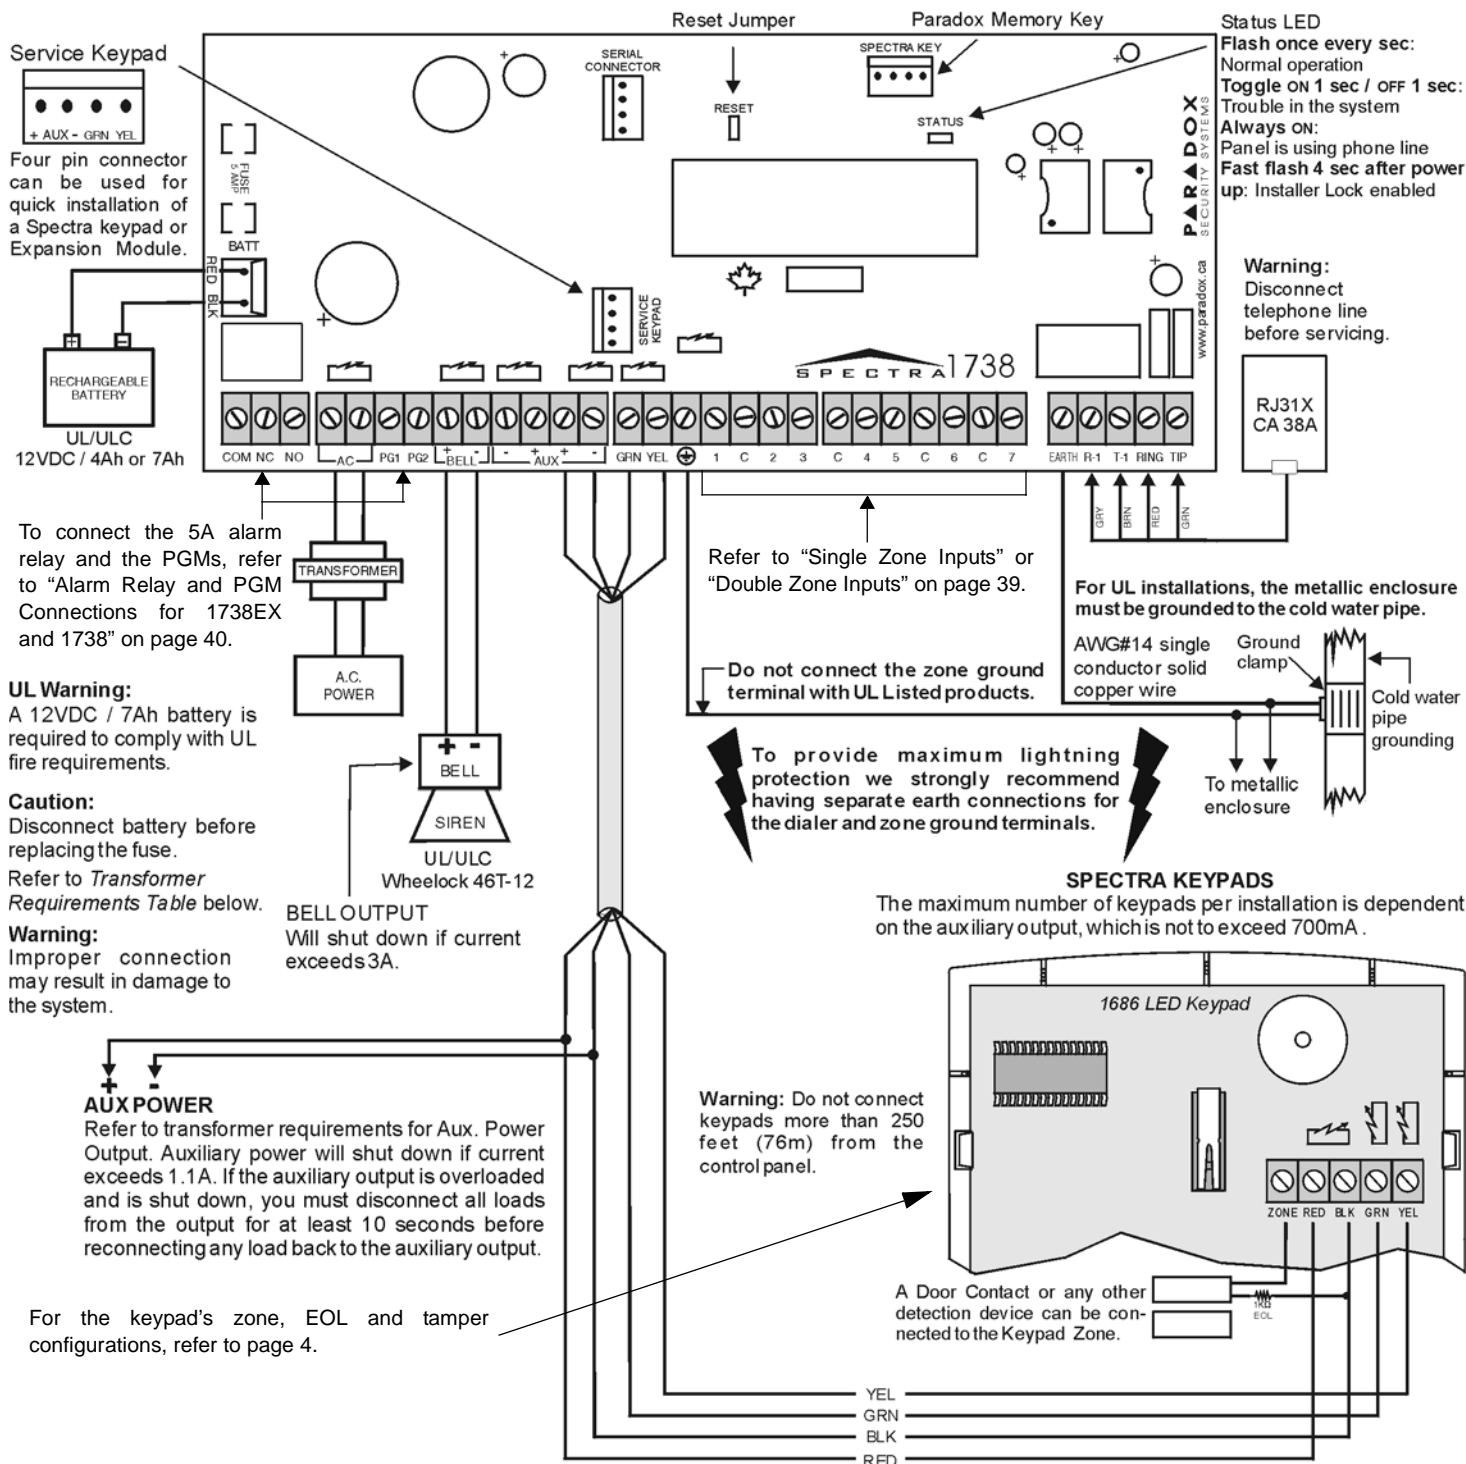 Reset Jumper
Paradox Memory Key
Status LED
Flash once every sec:
Normal operation
Toggle ON 1 sec / OFF 1 sec:
Trouble in the system
Always ON:
Panel is using phone line
Fast flash 4 sec after power
up: Installer Lock enabled
Service Keypad
+ AUX - GRN YEL
Four pin connector
can be used for
quick installation of
a Spectra keypad or
Expansion Module.
SERIAL
CONNECTOR
SPECTRA KEY
RESET
STATUS
PARADOX
SECURITY SYSTEMS
www.paradox.ca
FUSE
5 AMP
BATT
RED
BLK
+
SERVICE
KEYPAD
SPECTRA 1738
Warning:
Disconnect
telephone line
before servicing.
RJ31X
CA 38A
+ -
RECHARGEABLE
BATTERY
UL/ULC
12VDC / 4Ah or 7Ah
COM NC NO AC PG1 PG2 + BELL - - AUX + + - GRN YEL 1 C 2 3 C 4 5 C 6 C 7 EARTH R-1 T-1 RING TIP
GRY
BRN
RED
GRN
To connect the 5A alarm
relay and the PGMs, refer
to “Alarm Relay and PGM
Connections for 1738EX
and 1738” on page 40.
TRANSFORMER
A.C.
POWER
Refer to “Single Zone Inputs” or
“Double Zone Inputs” on page 39.
For UL installations, the metallic enclosure
must be grounded to the cold water pipe.
AWG#14 single
conductor solid
copper wire
Ground
clamp
Cold water
pipe
grounding
To metallic
enclosure
Do not connect the zone ground
terminal with UL Listed products.
To provide maximum lightning
protection we strongly recommend
having separate earth connections for
the dialer and zone ground terminals.
UL Warning:
A 12VDC / 7Ah battery is
required to comply with UL
fire requirements.
Caution:
Disconnect battery before
replacing the fuse.
Refer to Transformer
Requirements Table below.
Warning:
Improper connection
may result in damage to
the system.
+ -
BELL
SIREN
UL/ULC
Wheelock 46T-12
BELL OUTPUT
Will shut down if current
exceeds 3A.
SPECTRA KEYPADS
The maximum number of keypads per installation is dependent
on the auxiliary output, which is not to exceed 700mA.
1686 LED Keypad
+ -
AUX POWER
Refer to transformer requirements for Aux. Power
Output. Auxiliary power will shut down if current
exceeds 1.1A. If the auxiliary output is overloaded
and is shut down, you must disconnect all loads
from the output for at least 10 seconds before
reconnecting any load back to the auxiliary output.
Warning: Do not connect
keypads more than 250
feet (76m) from the
control panel.
ZONE RED BLK GRN YEL
A Door Contact or any other
detection device can be con-
nected to the Keypad Zone.
1KΩ
EOL
For the keypad's zone, EOL and tamper
configurations, refer to page 4.
YEL
GRN
BLK
RED